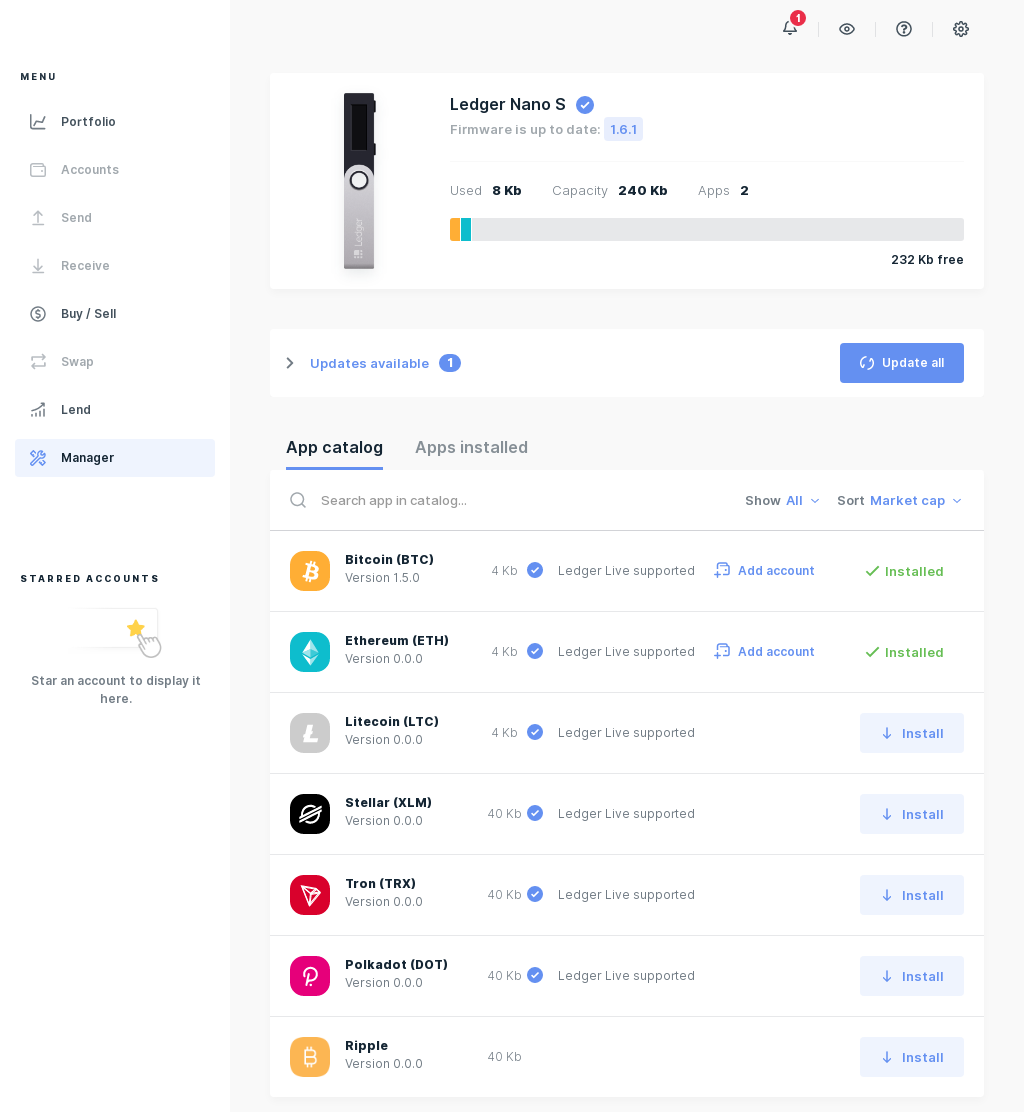 1
MENU
Portfolio
Accounts
Send
Receive
Buy / Sell
Swap
Lend
Manager
STARRED ACCOUNTS
Star an account to display it
here.
Ledger Nano S
Firmware is up to date: 1.6.1
Used 8 Kb Capacity 240 Kb Apps 2
232 Kb free
Ledger
Updates available 1
Update all
App catalog Apps installed
Search app in catalog...
Show All Sort Market cap
Bitcoin (BTC)
Version 1.5.0
4 Kb Ledger Live supported Add account Installed
Ethereum (ETH)
Version 0.0.0
4 Kb Ledger Live supported Add account Installed
Litecoin (LTC)
Version 0.0.0
4 Kb Ledger Live supported Install
Stellar (XLM)
Version 0.0.0
40 Kb Ledger Live supported Install
Tron (TRX)
Version 0.0.0
40 Kb Ledger Live supported Install
Polkadot (DOT)
Version 0.0.0
40 Kb Ledger Live supported Install
Ripple
Version 0.0.0
40 Kb Install